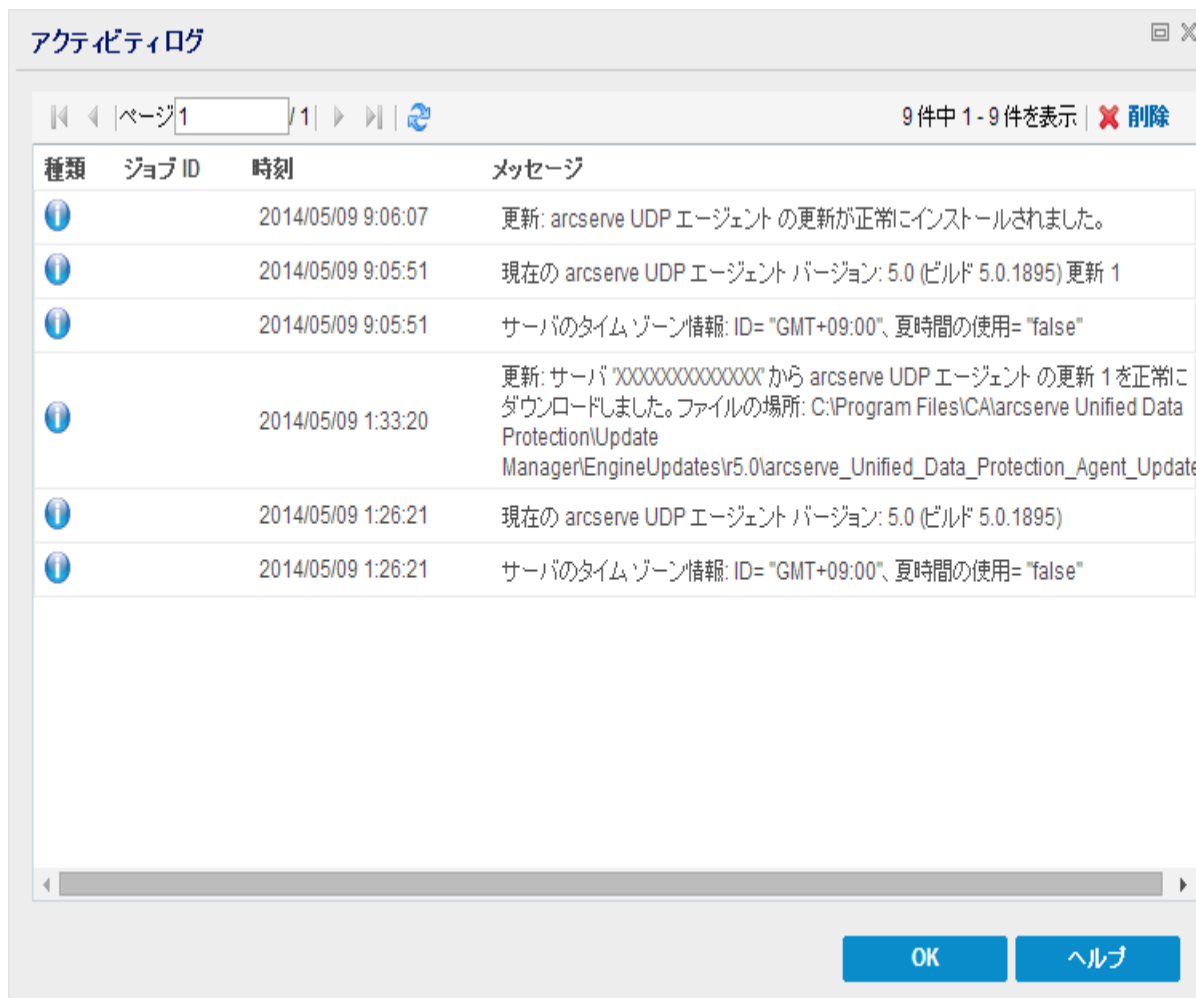 アクティビティログ
ページ 1 / 1 9 件中 1 - 9 件を表示 削除
種類 ジョブ ID 時刻 メッセージ
2014/05/09 9:06:07 更新: arcserve UDP エージェント の更新が正常にインストールされました。
2014/05/09 9:05:51 現在の arcserve UDP エージェント バージョン: 5.0 (ビルド 5.0.1895) 更新 1
2014/05/09 9:05:51 サーバのタイム ゾーン情報: ID= "GMT+09:00"、夏時間の使用= "false"
更新: サーバ 'XXXXXXXXXXXXX' から arcserve UDP エージェント の更新 1 を正常に
ダウンロードしました。ファイルの場所: C:\Program Files\CA\arcserve Unified Data
2014/05/09 1:33:20
Protection\Update
Manager\EngineUpdates\r5.0\arcserve_Unified_Data_Protection_Agent_Update
2014/05/09 1:26:21 現在の arcserve UDP エージェント バージョン: 5.0 (ビルド 5.0.1895)
2014/05/09 1:26:21 サーバのタイム ゾーン情報: ID= "GMT+09:00"、夏時間の使用= "false"
OK ヘルプ